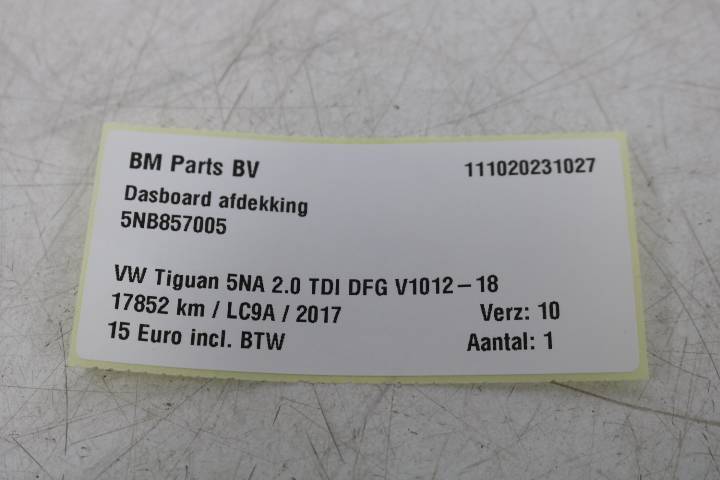 BM Parts BV 111020231027
Dasboard afdekking
5NB857005
VW Tiguan 5NA 2.0 TDI DFG V1012-18
17852 km / LC9A / 2017 Verz: 10
15 Euro incl. BTW Aantal: 1